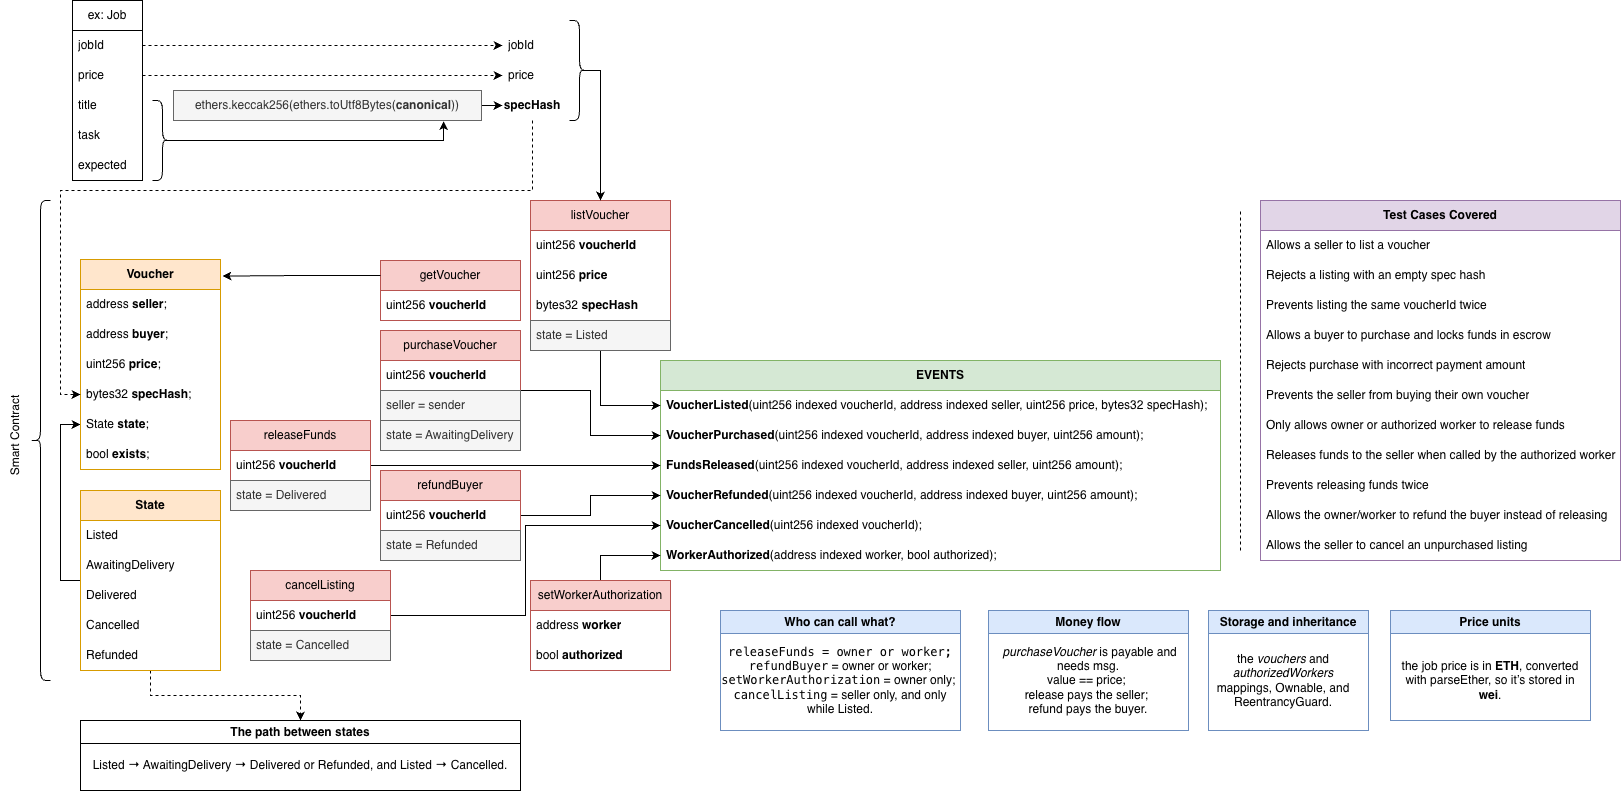 ex: Job
jobId
price
title
task
expected
jobId
price
ethers.keccak256(ethers.toUtf8Bytes(canonical))
specHash
Smart Contract
Voucher
address seller;
address buyer;
uint256 price;
bytes32 specHash;
State state;
bool exists;
State
Listed
AwaitingDelivery
Delivered
Cancelled
Refunded
getVoucher
uint256 voucherId
purchaseVoucher
uint256 voucherId
seller = sender
state = AwaitingDelivery
releaseFunds
uint256 voucherId
state = Delivered
refundBuyer
uint256 voucherId
state = Refunded
cancelListing
uint256 voucherId
state = Cancelled
listVoucher
uint256 voucherId
uint256 price
bytes32 specHash
state = Listed
EVENTS
VoucherListed(uint256 indexed voucherId, address indexed seller, uint256 price, bytes32 specHash);
VoucherPurchased(uint256 indexed voucherId, address indexed buyer, uint256 amount);
FundsReleased(uint256 indexed voucherId, address indexed seller, uint256 amount);
VoucherRefunded(uint256 indexed voucherId, address indexed buyer, uint256 amount);
VoucherCancelled(uint256 indexed voucherId);
WorkerAuthorized(address indexed worker, bool authorized);
setWorkerAuthorization
address worker
bool authorized
Test Cases Covered
Allows a seller to list a voucher
Rejects a listing with an empty spec hash
Prevents listing the same voucherId twice
Allows a buyer to purchase and locks funds in escrow
Rejects purchase with incorrect payment amount
Prevents the seller from buying their own voucher
Only allows owner or authorized worker to release funds
Releases funds to the seller when called by the authorized worker
Prevents releasing funds twice
Allows the owner/worker to refund the buyer instead of releasing
Allows the seller to cancel an unpurchased listing
Who can call what?
releaseFunds = owner or worker;
refundBuyer = owner or worker;
setWorkerAuthorization = owner only;
cancelListing = seller only, and only
while Listed.
Money flow
purchaseVoucher is payable and
needs msg.
value == price;
release pays the seller;
refund pays the buyer.
Storage and inheritance
the vouchers and
authorizedWorkers
mappings, Ownable, and
ReentrancyGuard.
Price units
the job price is in ETH, converted
with parseEther, so it's stored in
wei.
The path between states
Listed → AwaitingDelivery → Delivered or Refunded, and Listed → Cancelled.